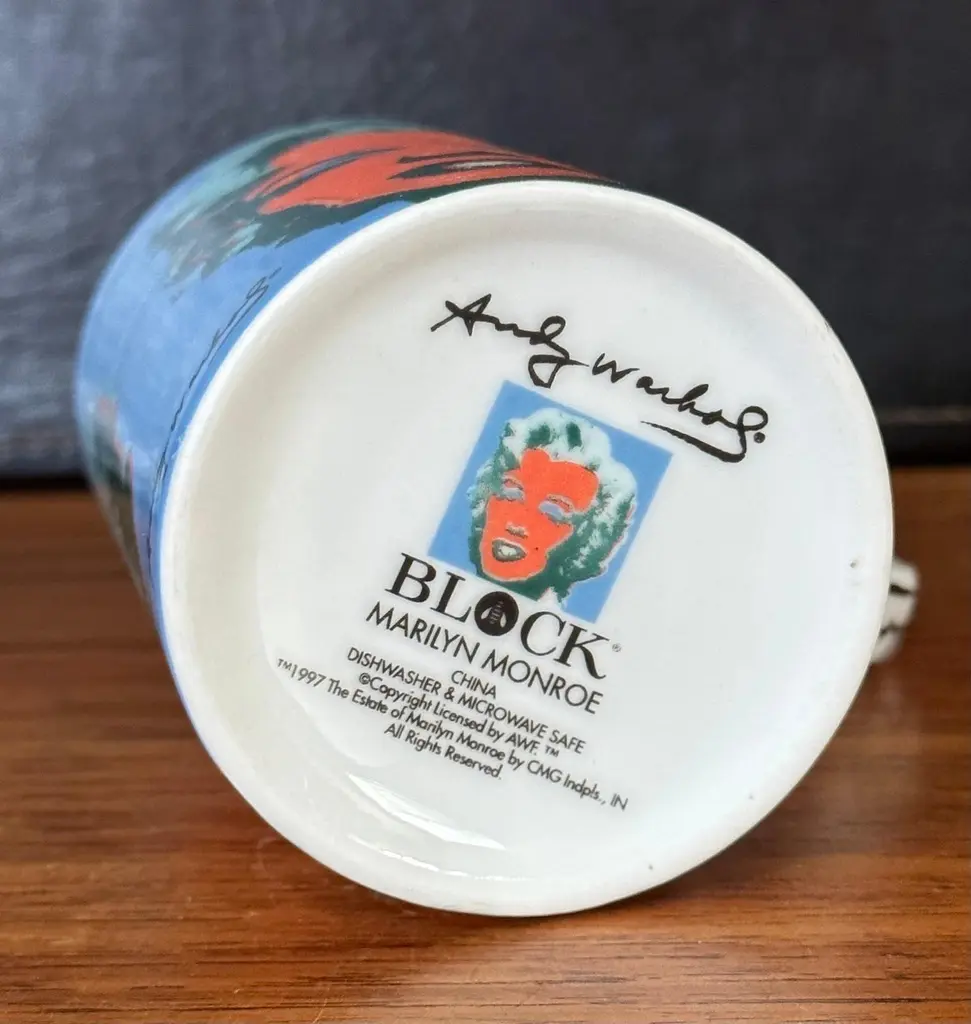 Andy Warhol®
BLOCK®
MARILYN MONROE
CHINA
DISHWASHER & MICROWAVE SAFE
©Copyright Licensed by AWF. ™
™1997 The Estate of Marilyn Monroe by CMG Indpls., IN
All Rights Reserved.